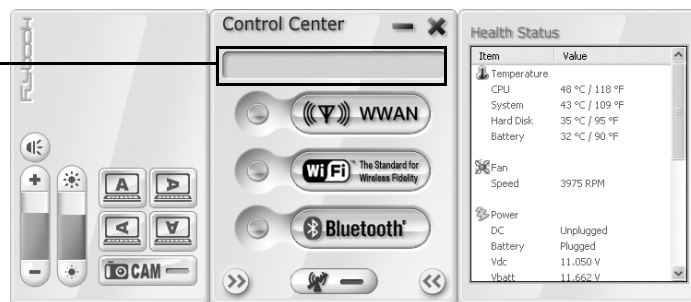 Flybook
Control Center
WWAN
WiFi The Standard for
Wireless Fidelity
Bluetooth
A A
A A
CAM
Health Status
Item Value
Temperature
CPU 48 °C / 118 °F
System 43 °C / 109 °F
Hard Disk 35 °C / 95 °F
Battery 32 °C / 90 °F
Fan
Speed 3975 RPM
Power
DC Unplugged
Battery Plugged
Vdc 11.050 V
Vbatt 11.662 V